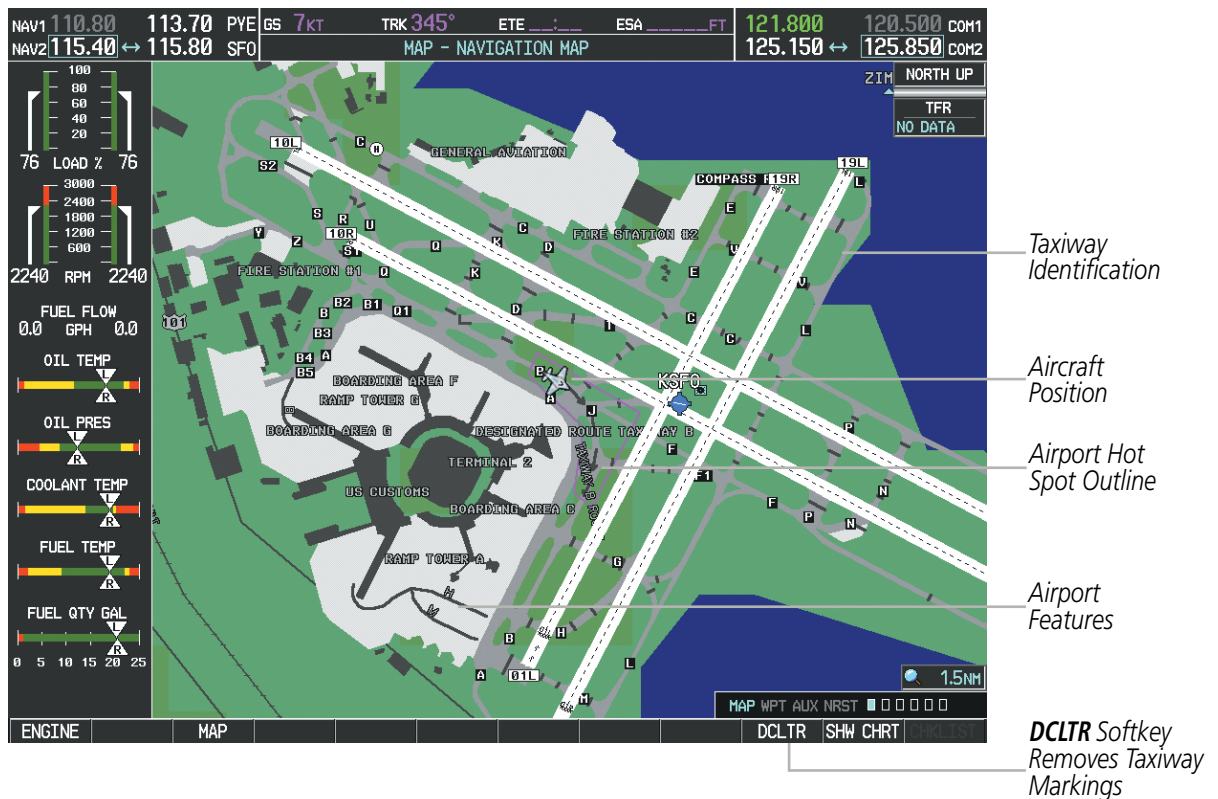 NAV1 110.80 113.70 PYE
NAV2 115.40 ↔ 115.80 SFO
GS 7KT TRK 345° ETE __:__ ESA _____FT
MAP - NAVIGATION MAP
121.800 120.500 COM1
125.150 ↔ 125.850 COM2
100
80
60
40
20
76 LOAD % 76
3000
2400
1800
1200
600
2240 RPM 2240
FUEL FLOW
0.0 GPH 0.0
OIL TEMP
L
R
OIL PRES
L
R
COOLANT TEMP
L
R
FUEL TEMP
L
R
FUEL QTY GAL
L
R
0 5 10 15 20 25
NORTH UP
TFR
NO DATA
10L
C
H
GENERAL AVIATION
19L
S2
COMPASS
19R
L
S
R
U
E
C
FIRE STATION #2
Y
Z
10R
Q
K
D
S1
FIRE STATION #1
Q
K
E
V
B2
B1
Q1
D
B
T
C
L
101
B3
C
B4
A
B5
P
KSFO
BOARDING AREA F
RAMP TOWER G
A
J
BOARDING AREA G
DESIGNATED ROUTE TAXIWAY B
P
TERMINAL 2
F
TAXIWAY B
US CUSTOMS
F1
N
BOARDING AREA C
F
P
N
RAMP TOWER A
G
H
M
B
H
A
01L
L
M
1.5NM
MAP WPT AUX NRST
ENGINE MAP DCLTR SHW CHRT CHKLIST
Taxiway
Identification
Aircraft
Position
Airport Hot
Spot Outline
Airport
Features
DCLTR Softkey
Removes Taxiway
Markings